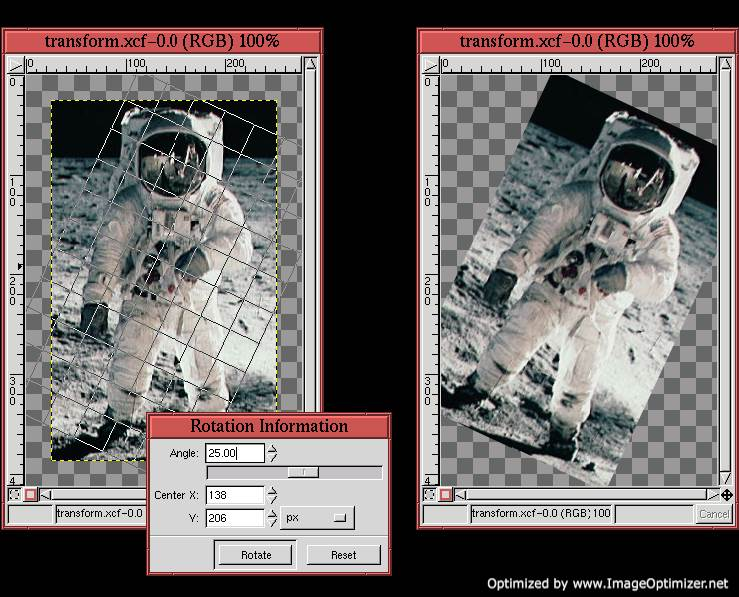 transform.xcf-0.0 (RGB) 100%
0 100 200
0
100
200
300
4
transform.xcf-0.0
transform.xcf-0.0 (RGB) 100%
0 100 200
0
100
200
300
4
transform.xcf-0.0 (RGB) 100
Cancel
Rotation Information
Angle: 25.00
Center X: 138
Y: 206 px
Rotate Reset
Optimized by www.ImageOptimizer.net